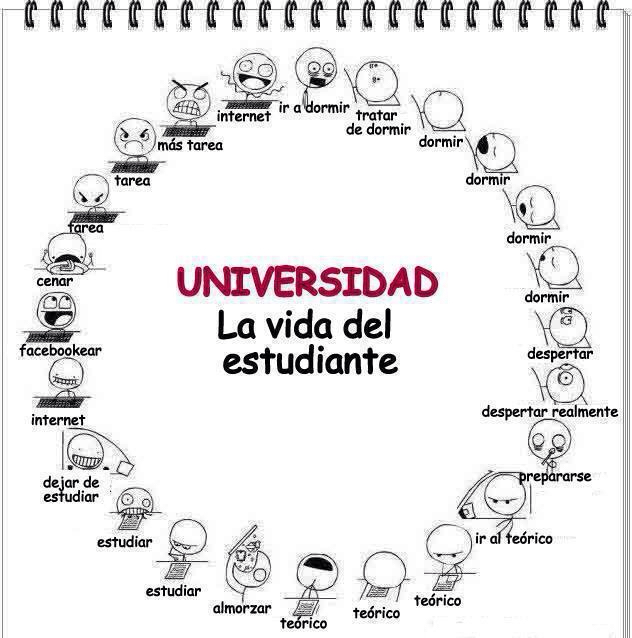 UNIVERSIDAD
La vida del
estudiante
ir a dormir
tratar
de dormir
dormir
dormir
dormir
dormir
despertar
despertar realmente
prepararse
ir al teórico
teórico
teórico
teórico
almorzar
estudiar
estudiar
dejar de
estudiar
internet
facebookear
cenar
tarea
tarea
más tarea
internet